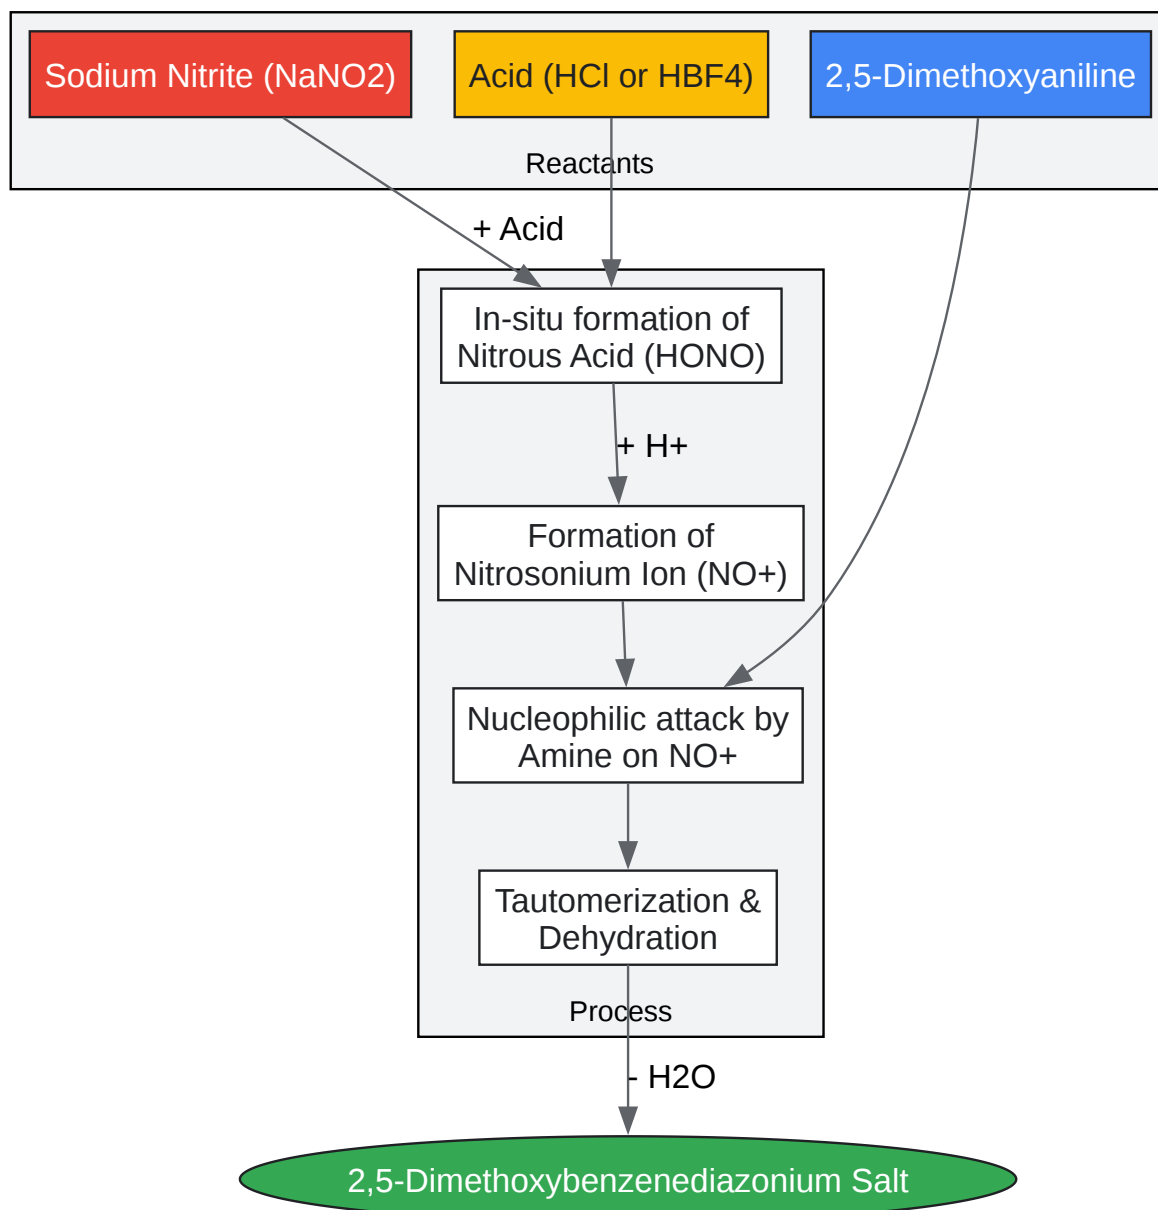 Sodium Nitrite (NaNO2)
Acid (HCl or HBF4)
2,5-Dimethoxyaniline
Reactants
+ Acid
In-situ formation of
Nitrous Acid (HONO)
+ H+
Formation of
Nitrosonium Ion (NO+)
Nucleophilic attack by
Amine on NO+
Tautomerization &
Dehydration
Process
- H2O
2,5-Dimethoxybenzenediazonium Salt